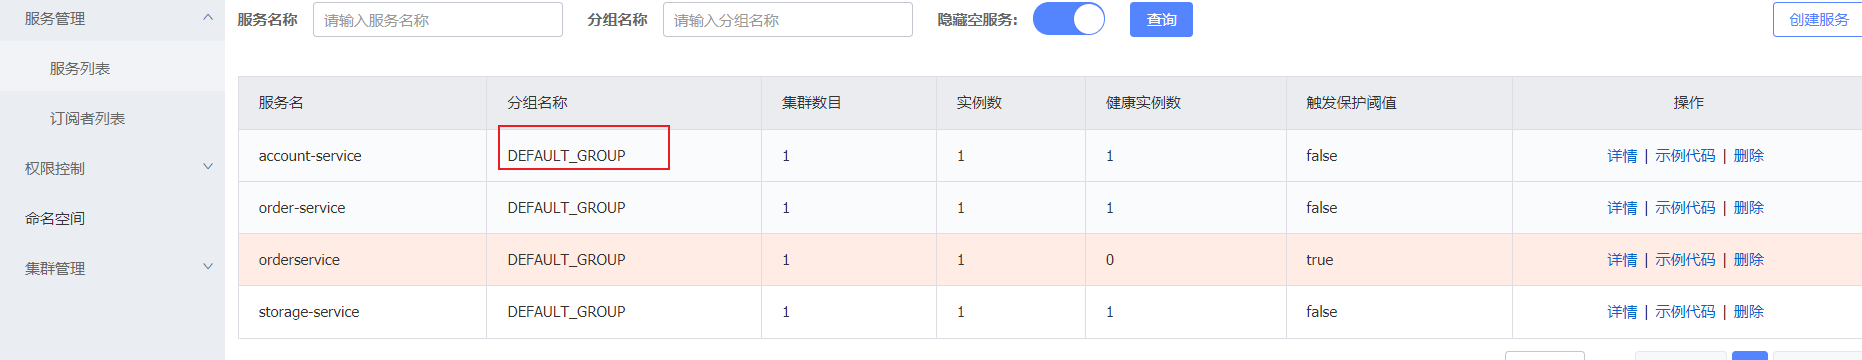 服务管理
服务列表
订阅者列表
权限控制
命名空间
集群管理
服务名称 请输入服务名称 分组名称 请输入分组名称 隐藏空服务: 查询 创建服务
服务名 分组名称 集群数目 实例数 健康实例数 触发保护阈值 操作
account-service DEFAULT_GROUP 1 1 1 false 详情 | 示例代码 | 删除
order-service DEFAULT_GROUP 1 1 1 false 详情 | 示例代码 | 删除
orderservice DEFAULT_GROUP 1 1 0 true 详情 | 示例代码 | 删除
storage-service DEFAULT_GROUP 1 1 1 false 详情 | 示例代码 | 删除